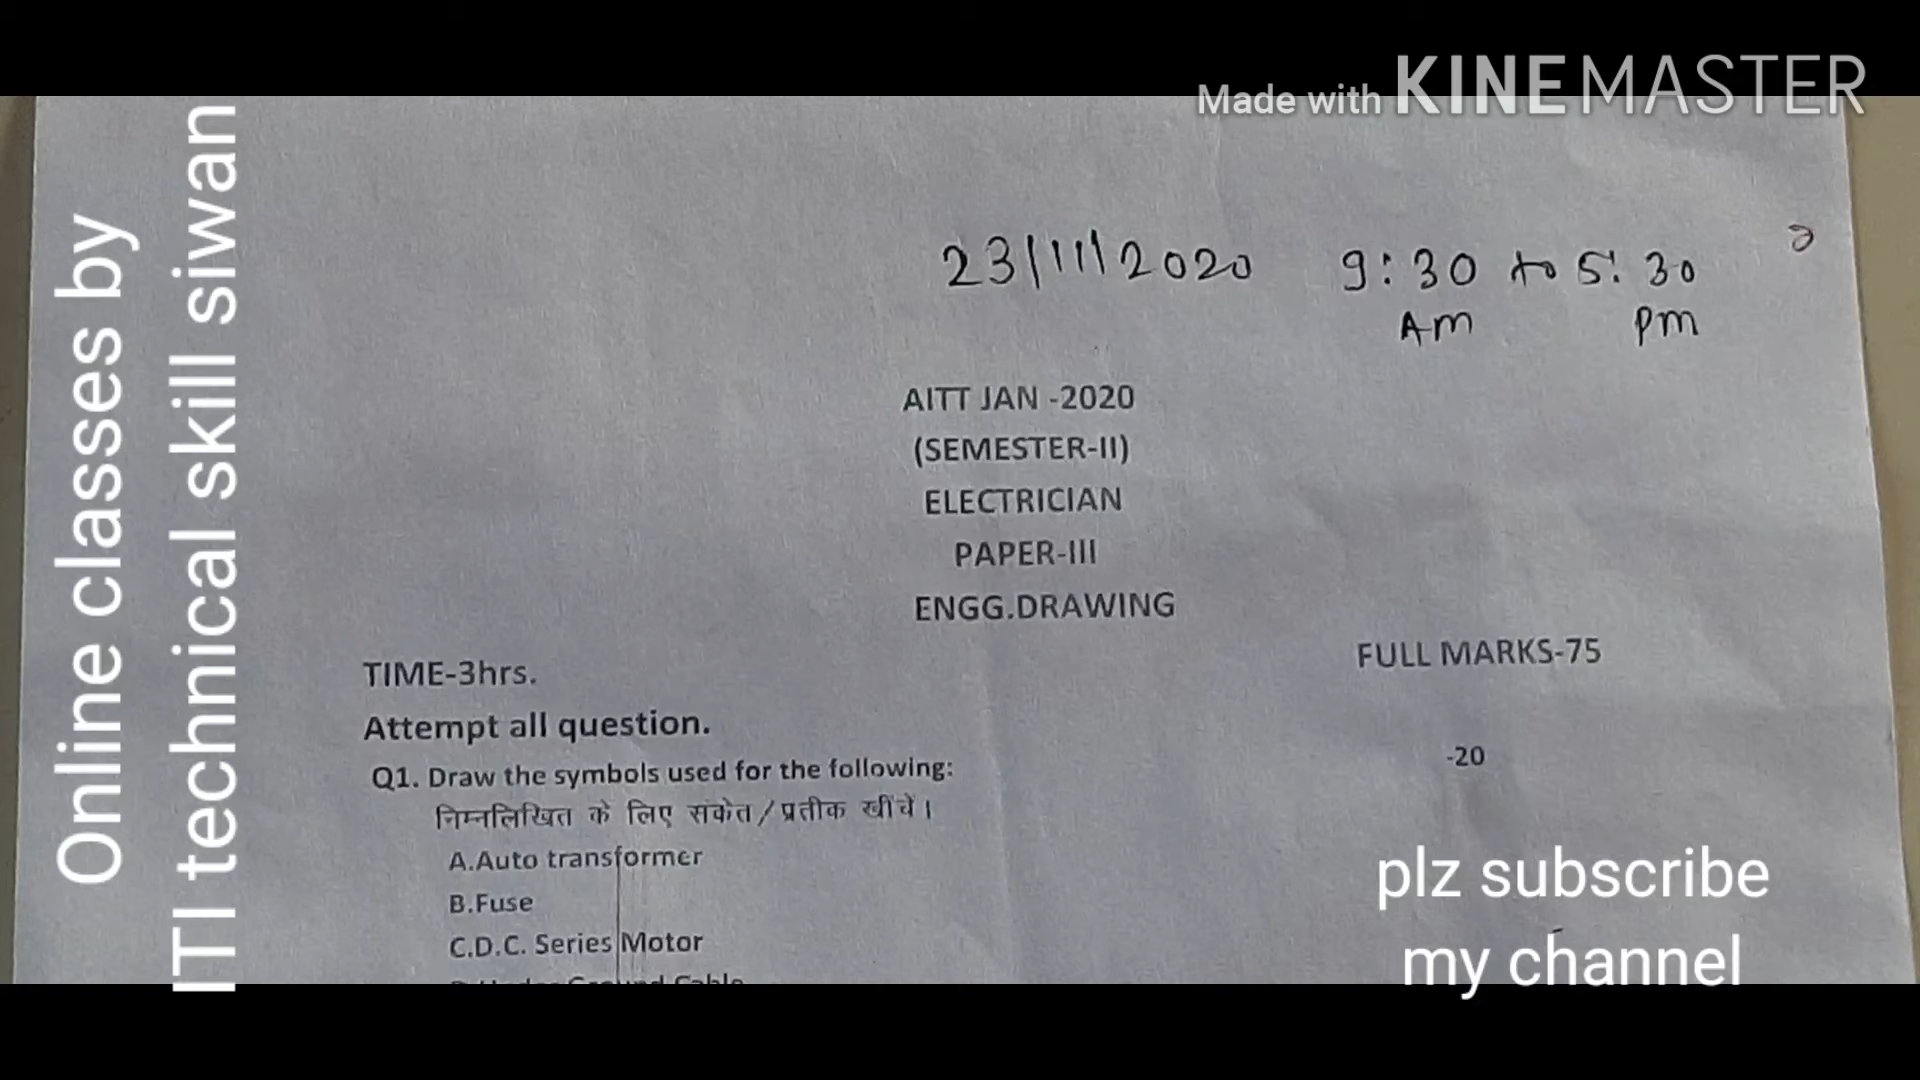 Made with KINEMASTER
Online classes by
ITI technical skill siwan
23/11/2020 9:30 to 5:30
AM PM
AITT JAN -2020
(SEMESTER-II)
ELECTRICIAN
PAPER-III
ENGG.DRAWING
FULL MARKS-75
TIME-3hrs.
Attempt all question.
Q1. Draw the symbols used for the following: -20
निम्नलिखित के लिए संकेत/प्रतीक खींचें।
A.Auto transformer
B.Fuse
C.D.C. Series Motor
Cable
plz subscribe
my channel